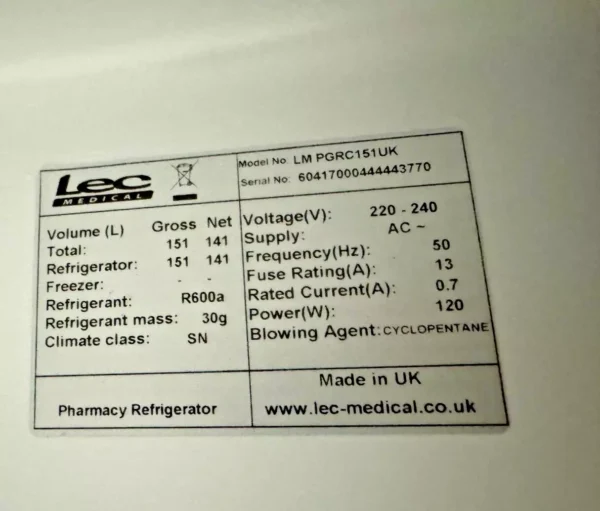 Lec
MEDICAL
Model No: LM PGRC151UK
Serial No: 60417000444443770
Volume (L) Gross Net
Total: 151 141
Refrigerator: 151 141
Freezer: - -
Refrigerant: R600a
Refrigerant mass: 30g
Climate class: SN
Voltage(V): 220 - 240
Supply: AC ~
Frequency(Hz): 50
Fuse Rating(A): 13
Rated Current(A): 0.7
Power(W): 120
Blowing Agent: CYCLOPENTANE
Pharmacy Refrigerator
Made in UK
www.lec-medical.co.uk